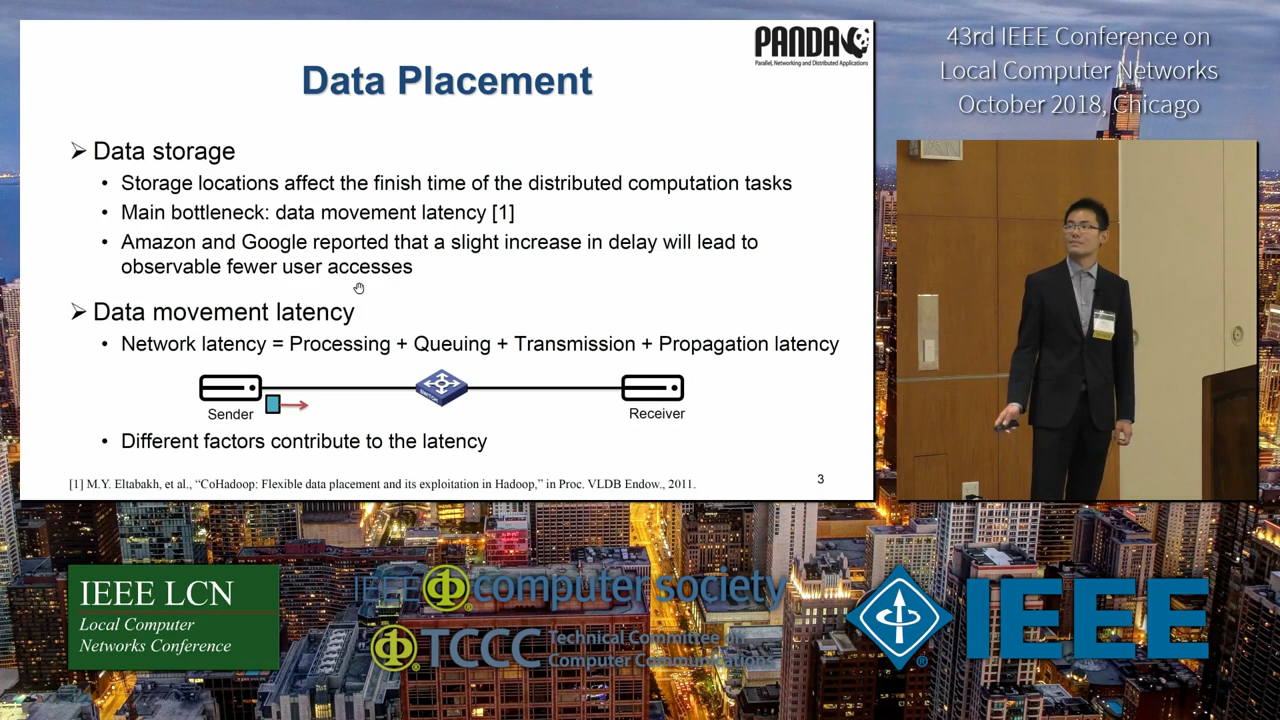 PANDA
Parallel, Networking and Distributed Applications
Data Placement
Data storage
Storage locations affect the finish time of the distributed computation tasks
Main bottleneck: data movement latency [1]
Amazon and Google reported that a slight increase in delay will lead to
observable fewer user accesses
Data movement latency
Network latency = Processing + Queuing + Transmission + Propagation latency
SWITCH
Sender
Receiver
Different factors contribute to the latency
[1] M.Y. Eltabakh, et al., “CoHadoop: Flexible data placement and its exploitation in Hadoop,” in Proc. VLDB Endow., 2011.
3
43rd IEEE Conference on
Local Computer Networks
October 2018, Chicago
IEEE LCN
Local Computer
Networks Conference
IEEE computer society
TCCC
Technical Committee on
Computer Communications
IEEE